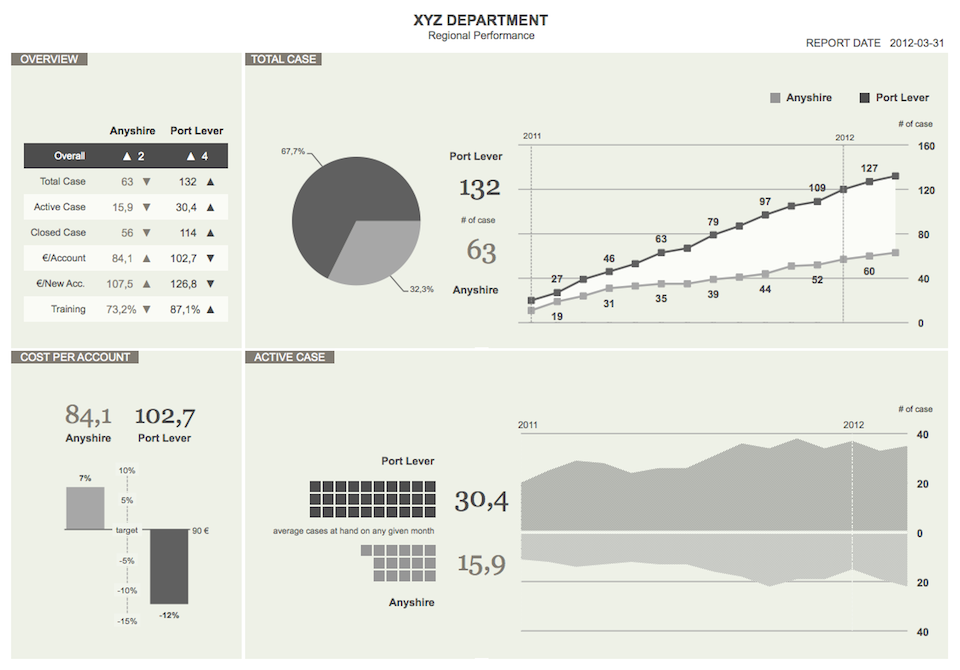 XYZ DEPARTMENT
Regional Performance
REPORT DATE 2012-03-31
OVERVIEW
Anyshire Port Lever
Overall ▲ 2 ▲ 4
Total Case 63 ▼ 132 ▲
Active Case 15,9 ▼ 30,4 ▲
Closed Case 56 ▼ 114 ▲
€/Account 84,1 ▲ 102,7 ▼
€/New Acc. 107,5 ▲ 126,8 ▼
Training 73,2% ▼ 87,1% ▲
TOTAL CASE
67,7%
32,3%
Port Lever
132
# of case
63
Anyshire
Anyshire Port Lever
# of case
2011 2012
160
120
80
40
0
27 46 63 79 97 109 127
19 31 35 39 44 52 60
COST PER ACCOUNT
84,1 102,7
Anyshire Port Lever
7%
10%
5%
target
90 €
-5%
-10%
-15%
-12%
ACTIVE CASE
Port Lever
30,4
average cases at hand on any given month
15,9
Anyshire
# of case
2011 2012
40
20
0
20
40